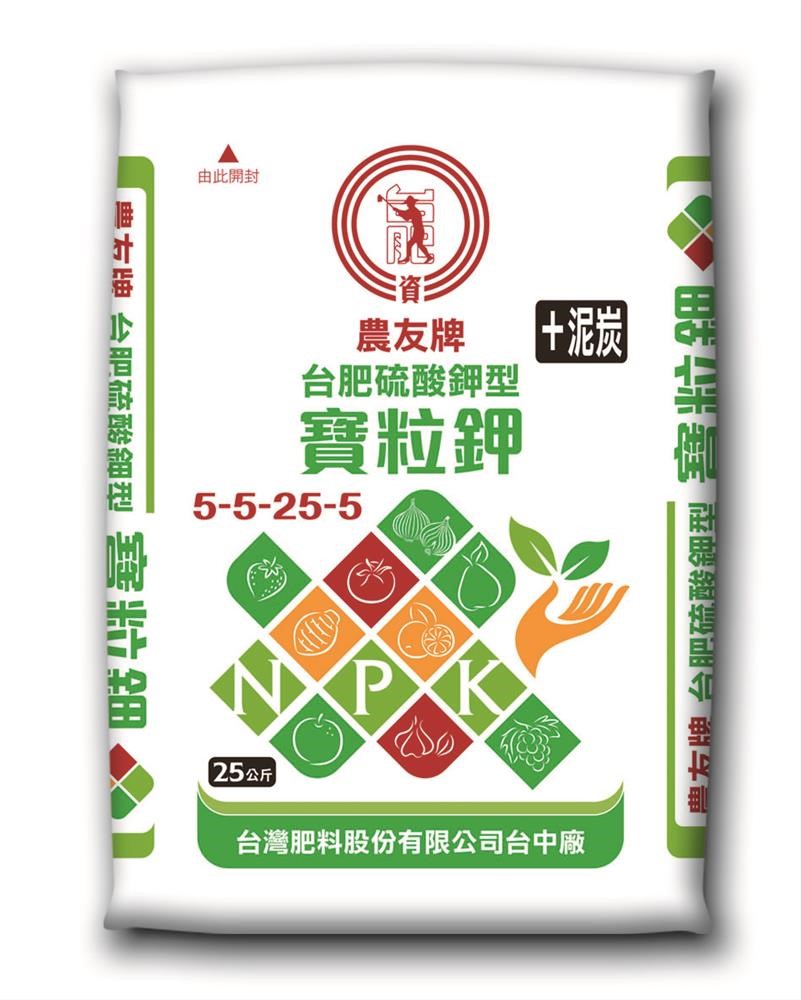 由此開封
台肥
資
農友牌
+泥炭
台肥硫酸鉀型
寶粒鉀
5-5-25-5
N P K
25公斤
台灣肥料股份有限公司台中廠
農友牌 台肥硫酸鉀型 寶粒鉀
農友牌 台肥硫酸鉀型 寶粒鉀